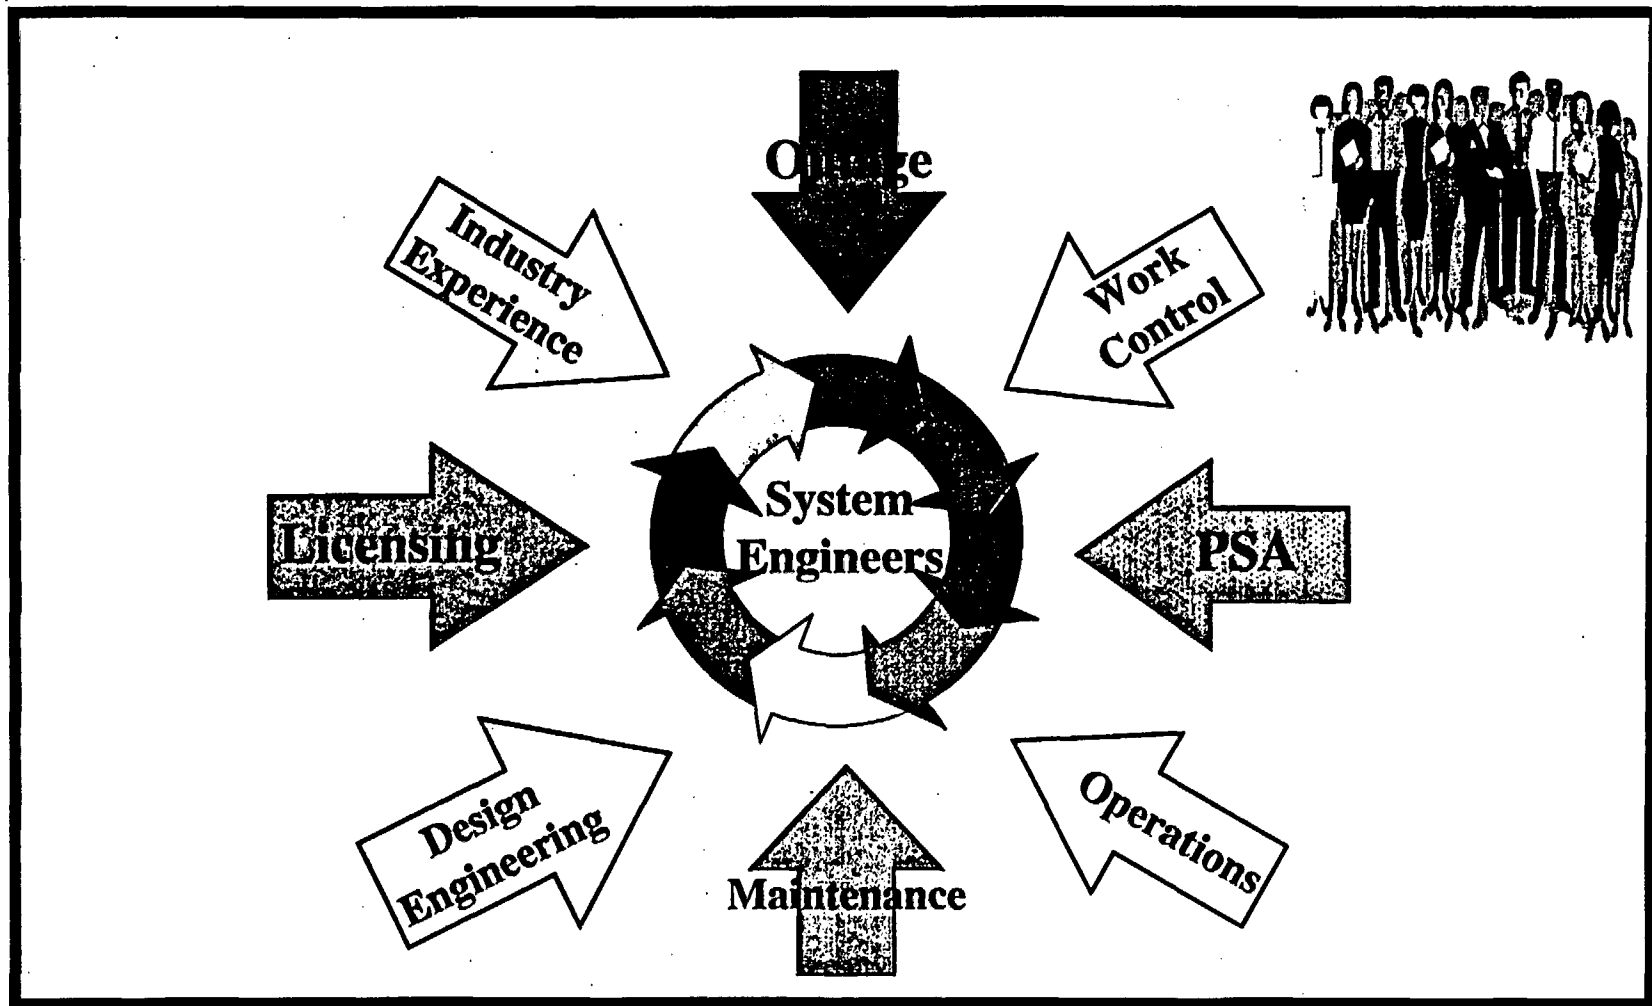 Industry
Experience
Work
Control
System
Engineers
Licensing
PSA
Design
Engineering
Maintenance
Operations